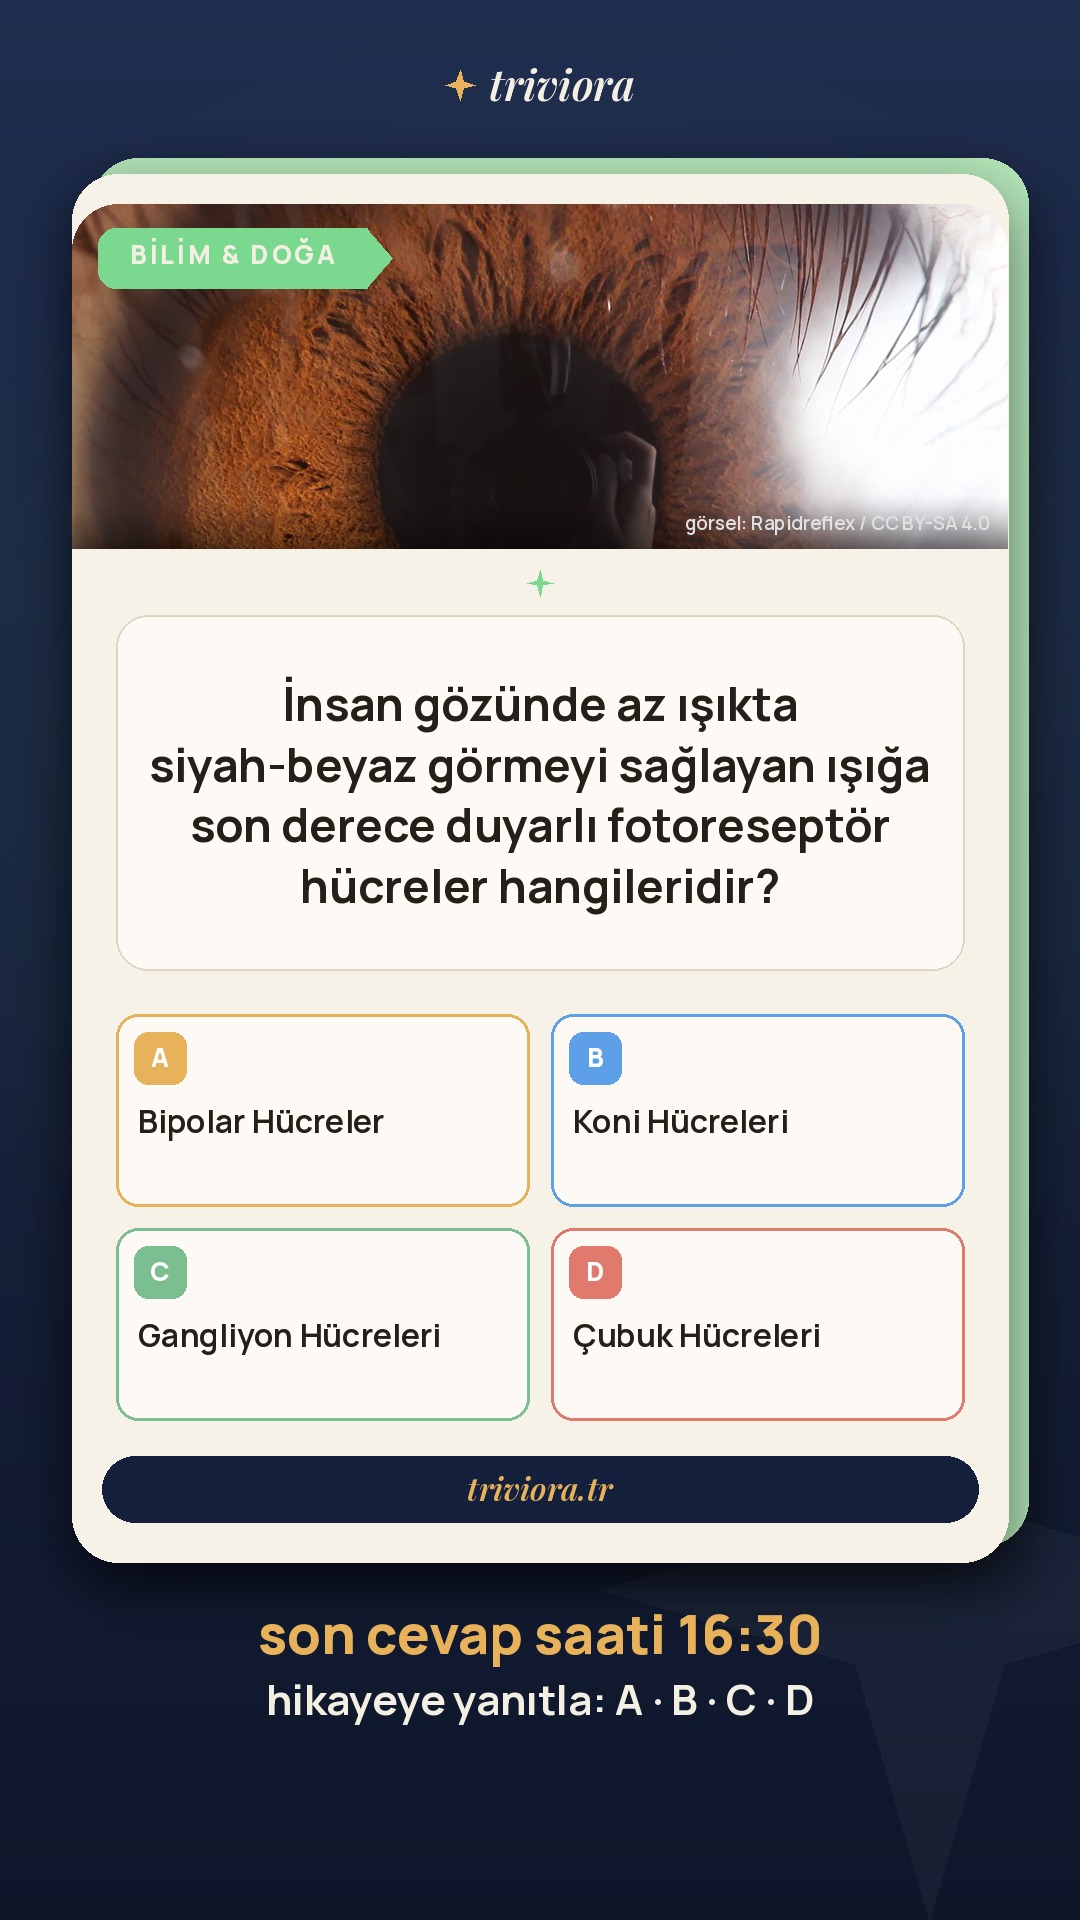 triviora
BİLİM & DOĞA
görsel: Rapidreflex / CC BY-SA 4.0
İnsan gözünde az ışıkta
siyah-beyaz görmeyi sağlayan ışığa
son derece duyarlı fotoreseptör
hücreler hangileridir?
A
Bipolar Hücreler
B
Koni Hücreleri
C
Gangliyon Hücreleri
D
Çubuk Hücreleri
triviora.tr
son cevap saati 16:30
hikayeye yanıtla: A · B · C · D